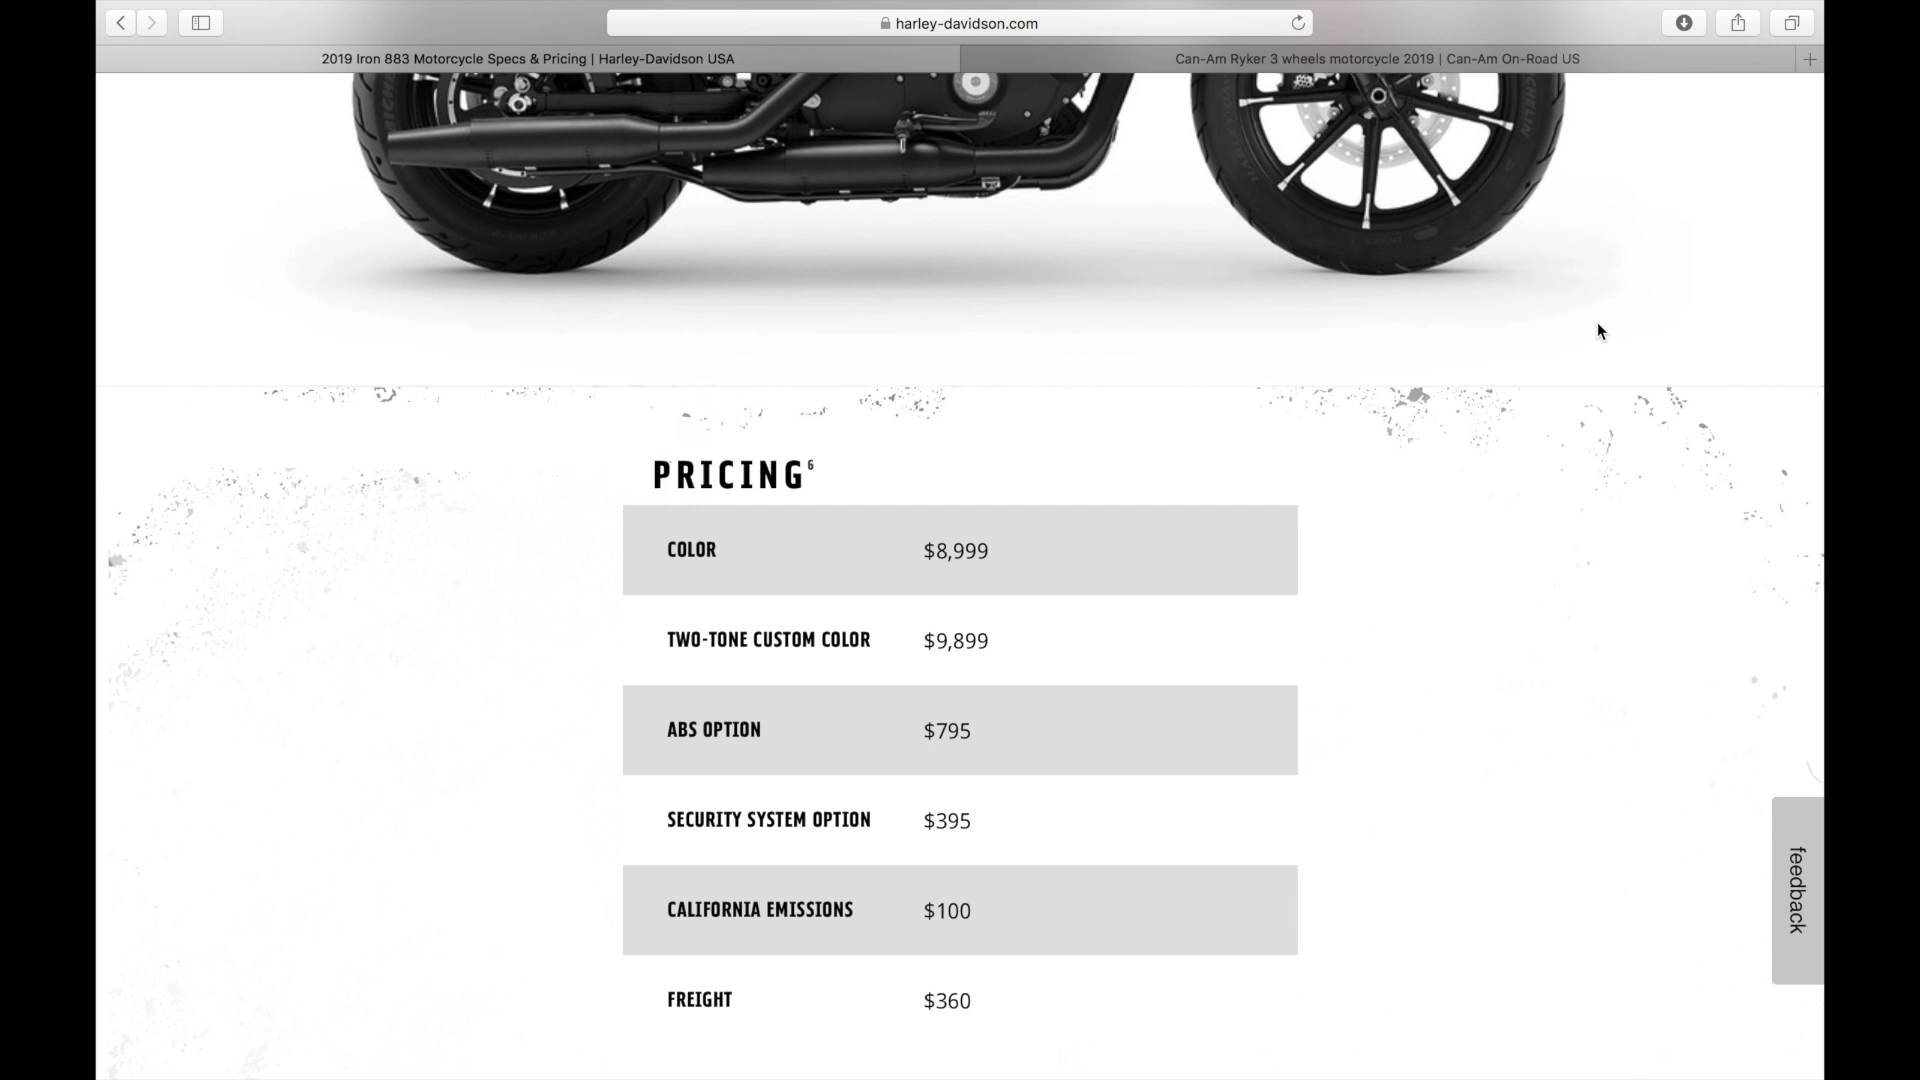 harley-davidson.com
2019 Iron 883 Motorcycle Specs & Pricing | Harley-Davidson USA
Can-Am Ryker 3 wheels motorcycle 2019 | Can-Am On-Road US
PRICING6
COLOR $8,999
TWO-TONE CUSTOM COLOR $9,899
ABS OPTION $795
SECURITY SYSTEM OPTION $395
CALIFORNIA EMISSIONS $100
FREIGHT $360
feedback